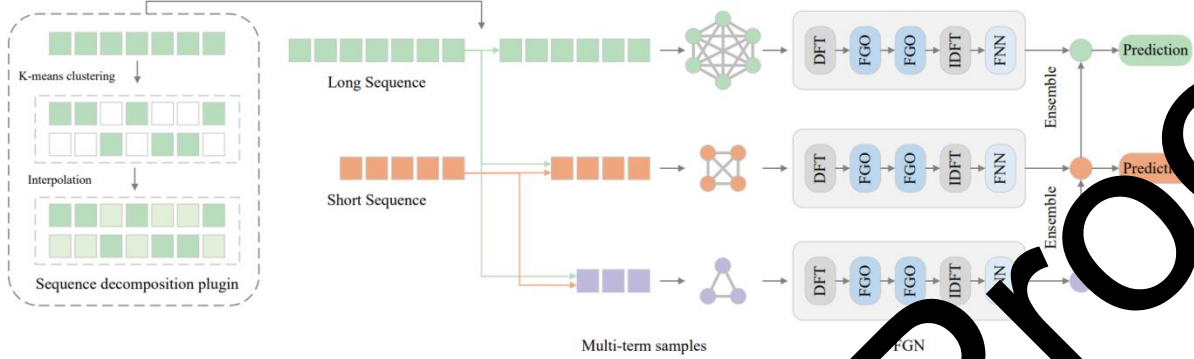 K-means clustering
Interpolation
Sequence decomposition plugin
Long Sequence
Short Sequence
Multi-term samples
DFT
FGO
FGO
IDFT
FNN
Ensemble
Prediction
DFT
FGO
FGO
IDFT
FNN
Ensemble
DFT
FGO
FGO
IDFT
FGN